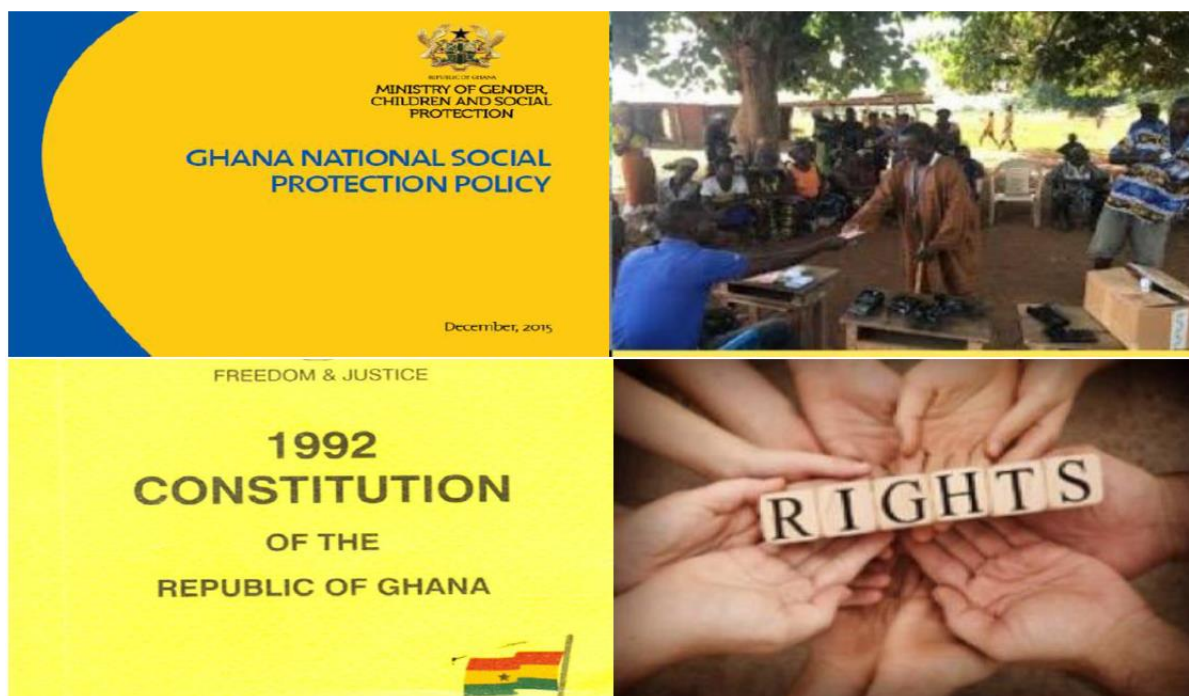 REPUBLIC OF GHANA
MINISTRY OF GENDER,
CHILDREN AND SOCIAL
PROTECTION
GHANA NATIONAL SOCIAL
PROTECTION POLICY
December, 2015
FREEDOM & JUSTICE
1992
CONSTITUTION
OF THE
REPUBLIC OF GHANA
RIGHTS